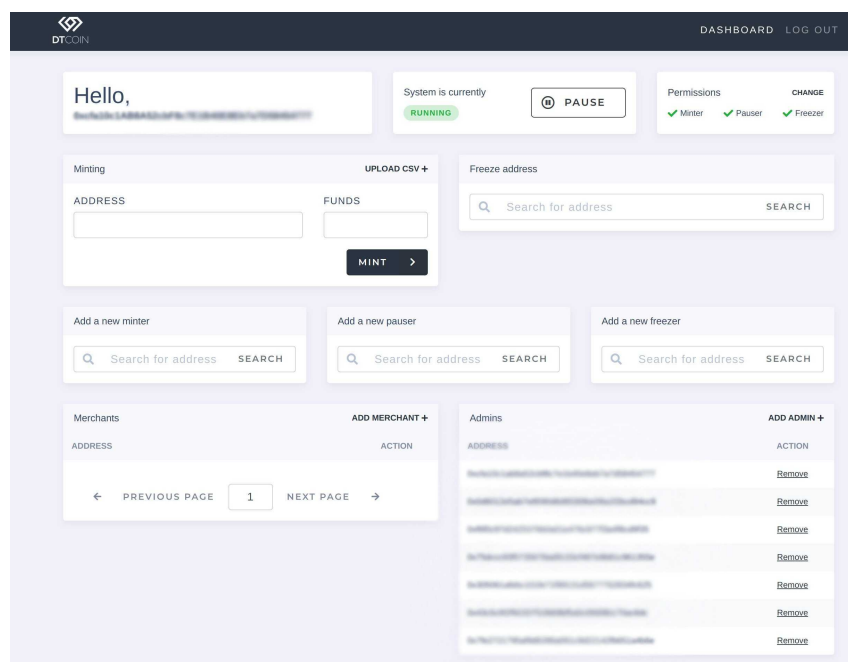 DTCOIN
DASHBOARD LOG OUT
Hello,
System is currently
RUNNING
PAUSE
Permissions CHANGE
Minter Pauser Freezer
Minting UPLOAD CSV +
ADDRESS FUNDS
MINT
Freeze address
Search for address SEARCH
Add a new minter
Search for address SEARCH
Add a new pauser
Search for address SEARCH
Add a new freezer
Search for address SEARCH
Merchants ADD MERCHANT +
ADDRESS ACTION
PREVIOUS PAGE 1 NEXT PAGE
Admins ADD ADMIN +
ADDRESS ACTION
Remove
Remove
Remove
Remove
Remove
Remove
Remove